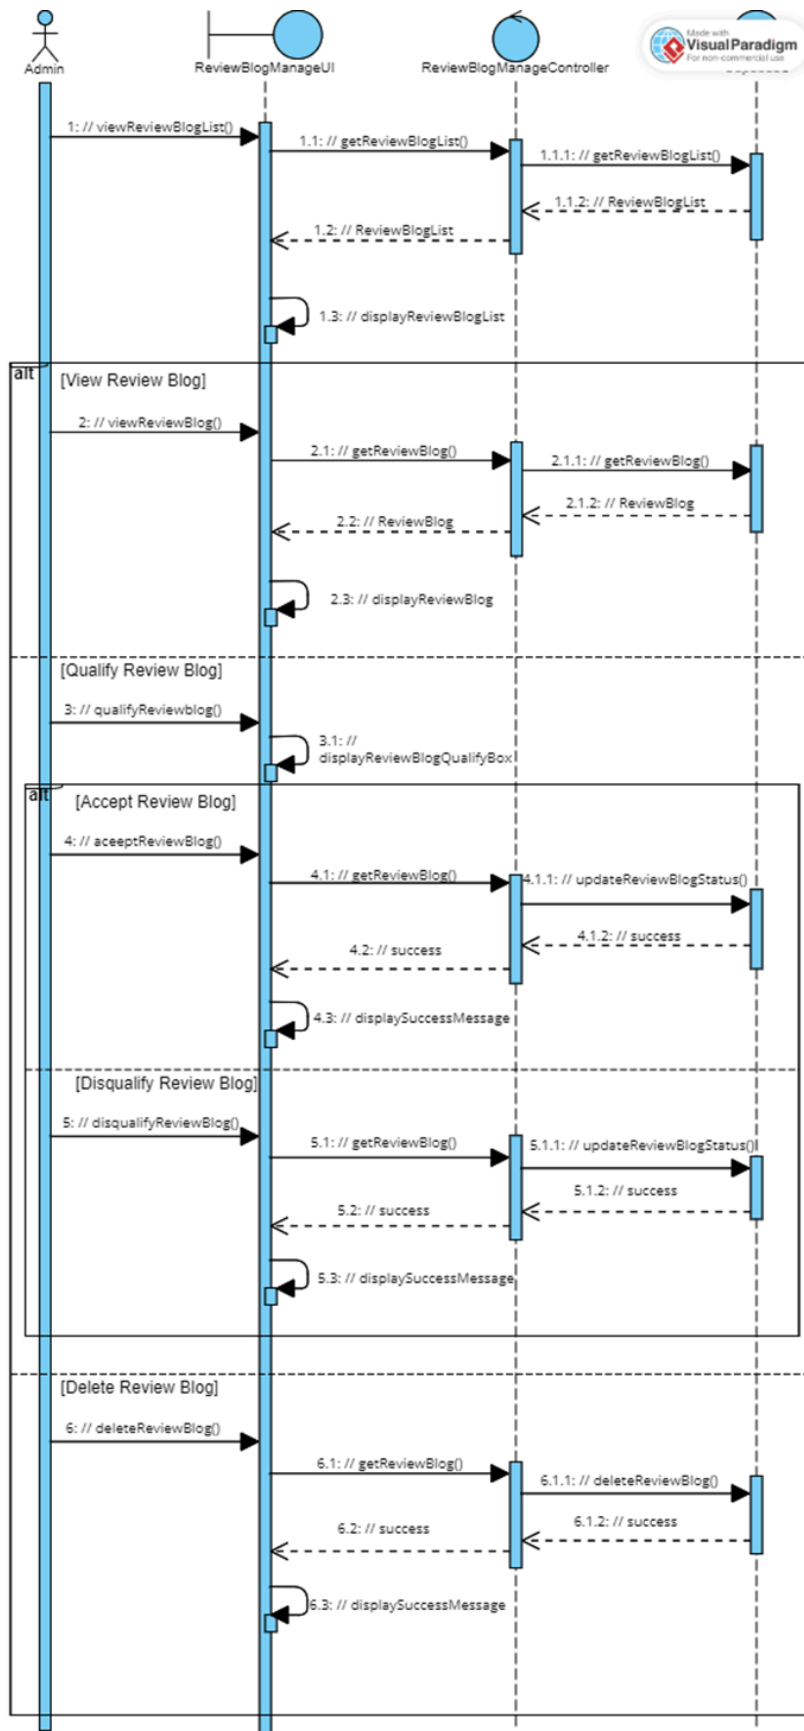 Made with
VisualParadigm
For non-commercial use
Admin
ReviewBlogManageUI
ReviewBlogManageController
1: // viewReviewBlogList()
1.1: // getReviewBlogList()
1.1.1: // getReviewBlogList()
1.1.2: // ReviewBlogList
1.2: // ReviewBlogList
1.3: // displayReviewBlogList
alt
[View Review Blog]
2: // viewReviewBlog()
2.1: // getReviewBlog()
2.1.1: // getReviewBlog()
2.1.2: // ReviewBlog
2.2: // ReviewBlog
2.3: // displayReviewBlog
[Qualify Review Blog]
3: // qualifyReviewblog()
3.1: //
displayReviewBlogQualifyBox
alt
[Accept Review Blog]
4: // aceeptReviewBlog()
4.1: // getReviewBlog()
4.1.1: // updateReviewBlogStatus()
4.1.2: // success
4.2: // success
4.3: // displaySuccessMessage
[Disqualify Review Blog]
5: // disqualifyReviewBlog()
5.1: // getReviewBlog()
5.1.1: // updateReviewBlogStatus()
5.1.2: // success
5.2: // success
5.3: // displaySuccessMessage
[Delete Review Blog]
6: // deleteReviewBlog()
6.1: // getReviewBlog()
6.1.1: // deleteReviewBlog()
6.1.2: // success
6.2: // success
6.3: // displaySuccessMessage